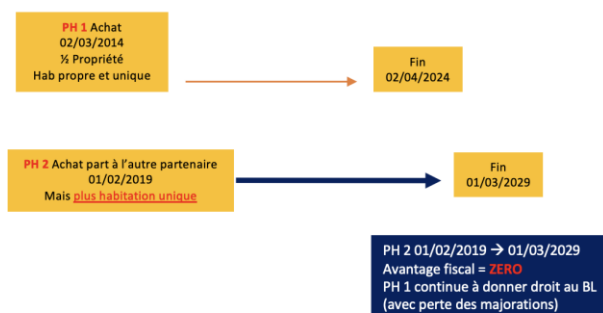 PH 1 Achat
02/03/2014
½ Propriété
Hab propre et unique
Fin
02/04/2024
PH 2 Achat part à l’autre partenaire
01/02/2019
Mais plus habitation unique
Fin
01/03/2029
PH 2 01/02/2019 → 01/03/2029
Avantage fiscal = ZERO
PH 1 continue à donner droit au BL
(avec perte des majorations)